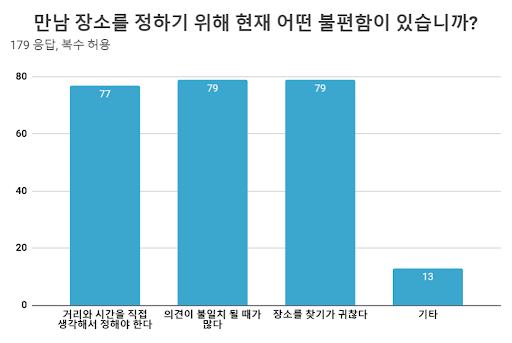 만남 장소를 정하기 위해 현재 어떤 불편함이 있습니까?
179 응답, 복수 허용
80
60
40
20
0
77
79
79
13
거리와 시간을 직접
생각해서 정해야 한다
의견이 불일치 될 때가
많다
장소를 찾기가 귀찮다
기타